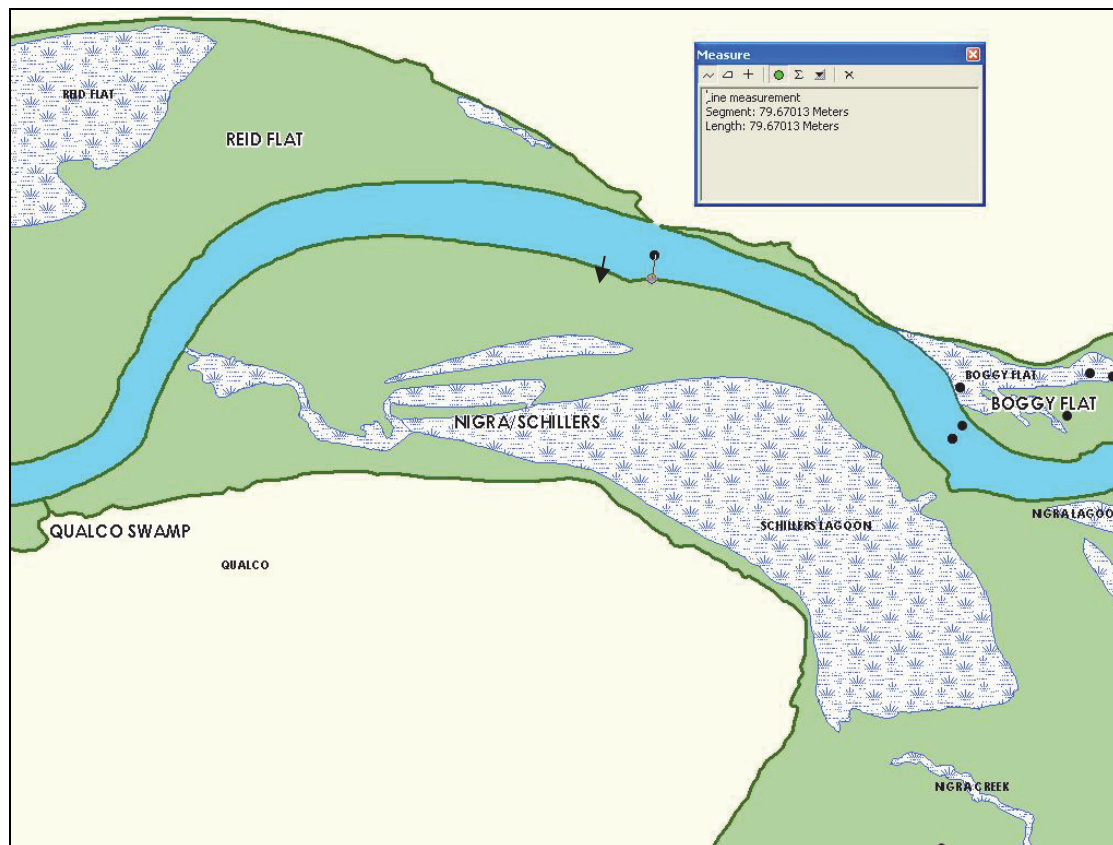 Measure
Line measurement
Segment: 79.67013 Meters
Length: 79.67013 Meters
REID FLAT
REID FLAT
BOGGY FLAT
BOGGY FLAT
NIGRA/SCHILLERS
NIGRA LAGOO
SCHILLERS LAGOON
QUALCO SWAMP
QUALCO
NIGRA CREEK